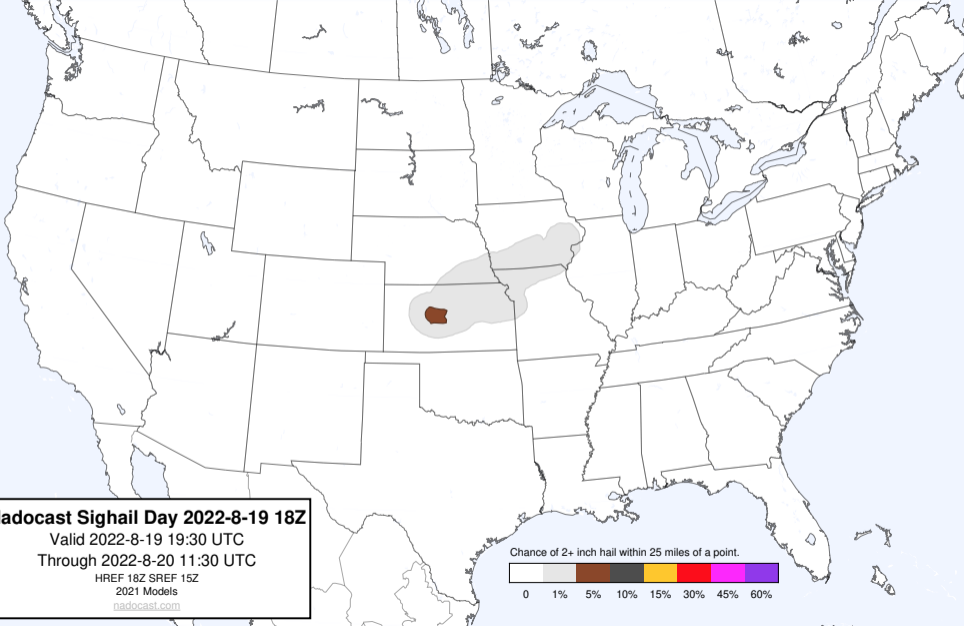 adocast Sighail Day 2022-8-19 18Z
Valid 2022-8-19 19:30 UTC
Through 2022-8-20 11:30 UTC
HREF 18Z SREF 15Z
2021 Models
nadocast.com
Chance of 2+ inch hail within 25 miles of a point.
0 1% 5% 10% 15% 30% 45% 60%